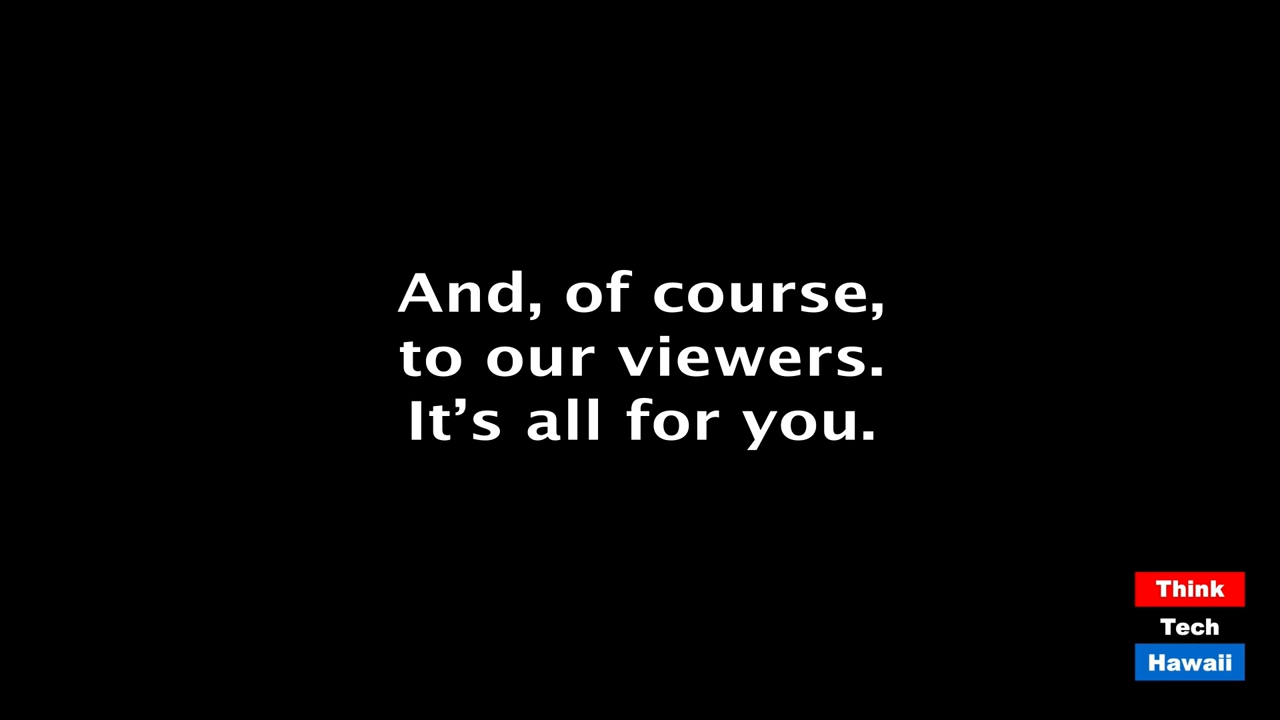 And, of course,
to our viewers.
It’s all for you.
Think
Tech
Hawaii